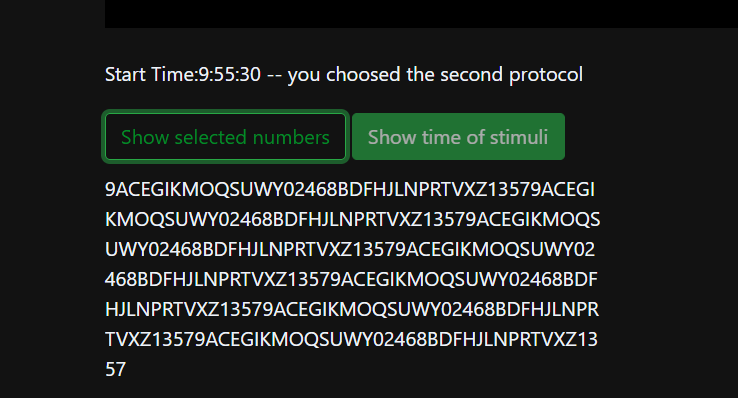 Start Time:9:55:30 -- you choosed the second protocol
Show selected numbers Show time of stimuli
9ACEGIKMOQSUWY02468BDFHJLNPRTVXZ13579ACEGI
KMOQSUWY02468BDFHJLNPRTVXZ13579ACEGIKMOQS
UWY02468BDFHJLNPRTVXZ13579ACEGIKMOQSUWY02
468BDFHJLNPRTVXZ13579ACEGIKMOQSUWY02468BDF
HJLNPRTVXZ13579ACEGIKMOQSUWY02468BDFHJLNPR
TVXZ13579ACEGIKMOQSUWY02468BDFHJLNPRTVXZ13
57